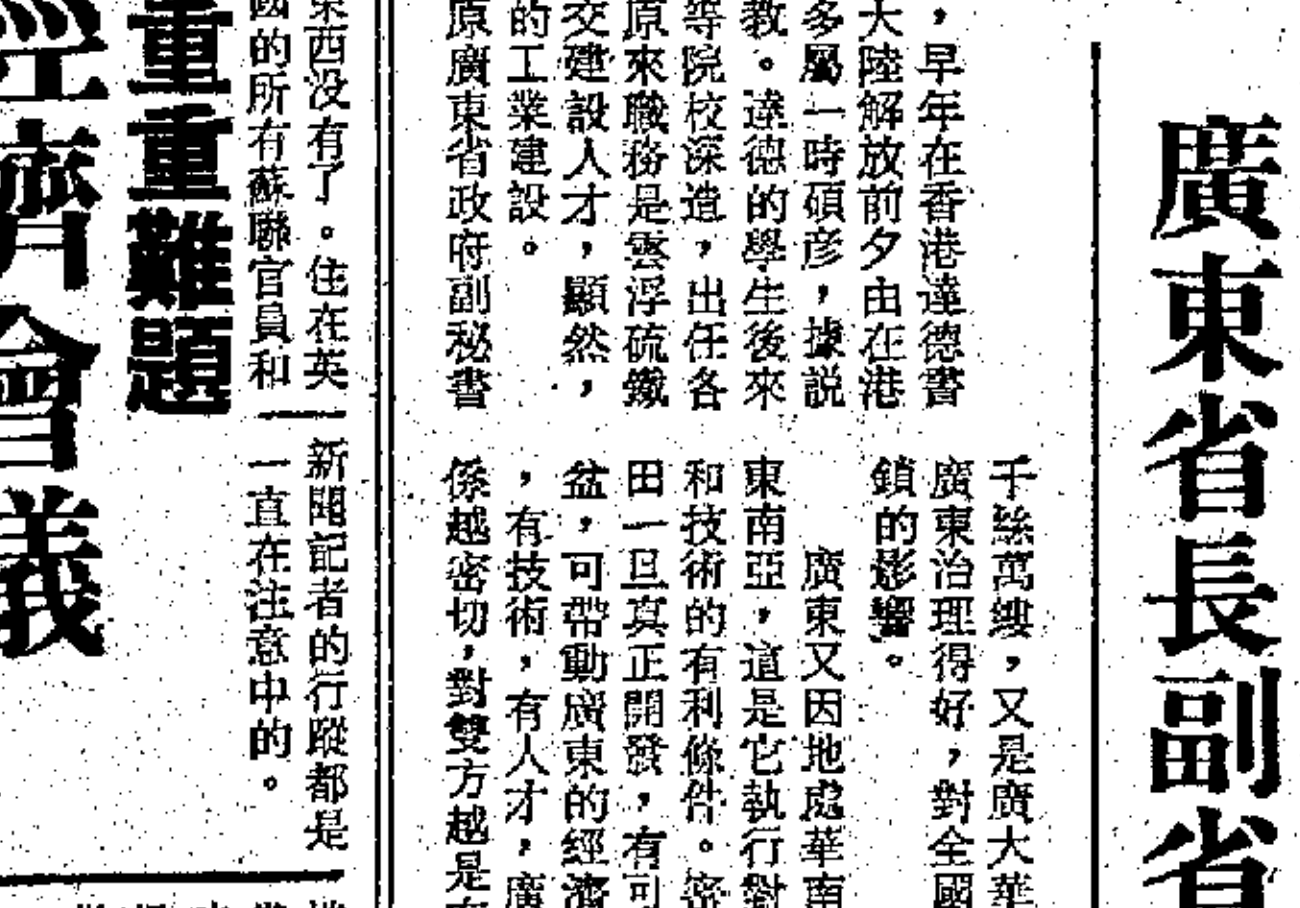 廣東省長副省
，早年在香港達德書
大陸解放前夕由在港
多屬一時碩彥，據説
教。達德的學生後來
等院校深造，出任各
原來職務是雲浮硫鐵
交建設人才，顯然，
的工業建設。
原廣東省政府副秘書
千絲萬縷，又是廣大華
廣東治理得好，對全國
鎖的影響。
廣東又因地處華南
東南亞，這是它執行對
和技術的有利條件。密
田一旦真正開發，有可
盆，可帶動廣東的經濟
，有技術，有人才，廣
係越密切，對雙方越是有
重重難題
經濟會議
東西没有了。住在英
國的所有蘇聯官員和
新聞記者的行蹤都是
一直在注意中的。